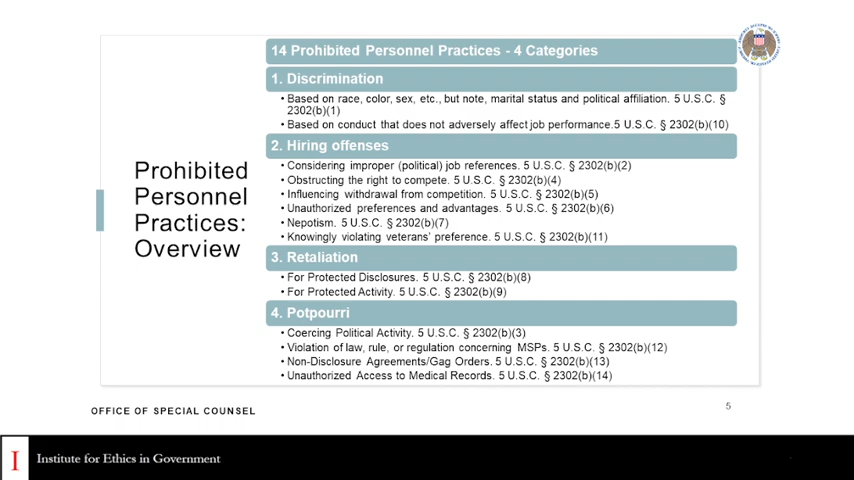 14 Prohibited Personnel Practices - 4 Categories
1. Discrimination
• Based on race, color, sex, etc., but note, marital status and political affiliation. 5 U.S.C. §
2302(b)(1)
• Based on conduct that does not adversely affect job performance.5 U.S.C. § 2302(b)(10)
2. Hiring offenses
• Considering improper (political) job references. 5 U.S.C. § 2302(b)(2)
• Obstructing the right to compete. 5 U.S.C. § 2302(b)(4)
• Influencing withdrawal from competition. 5 U.S.C. § 2302(b)(5)
• Unauthorized preferences and advantages. 5 U.S.C. § 2302(b)(6)
• Nepotism. 5 U.S.C. § 2302(b)(7)
• Knowingly violating veterans' preference. 5 U.S.C. § 2302(b)(11)
3. Retaliation
• For Protected Disclosures. 5 U.S.C. § 2302(b)(8)
• For Protected Activity. 5 U.S.C. § 2302(b)(9)
4. Potpourri
• Coercing Political Activity. 5 U.S.C. § 2302(b)(3)
• Violation of law, rule, or regulation concerning MSPs. 5 U.S.C. § 2302(b)(12)
• Non-Disclosure Agreements/Gag Orders. 5 U.S.C. § 2302(b)(13)
• Unauthorized Access to Medical Records. 5 U.S.C. § 2302(b)(14)
Prohibited
Personnel
Practices:
Overview
OFFICE OF SPECIAL COUNSEL
5
I
Institute for Ethics in Government